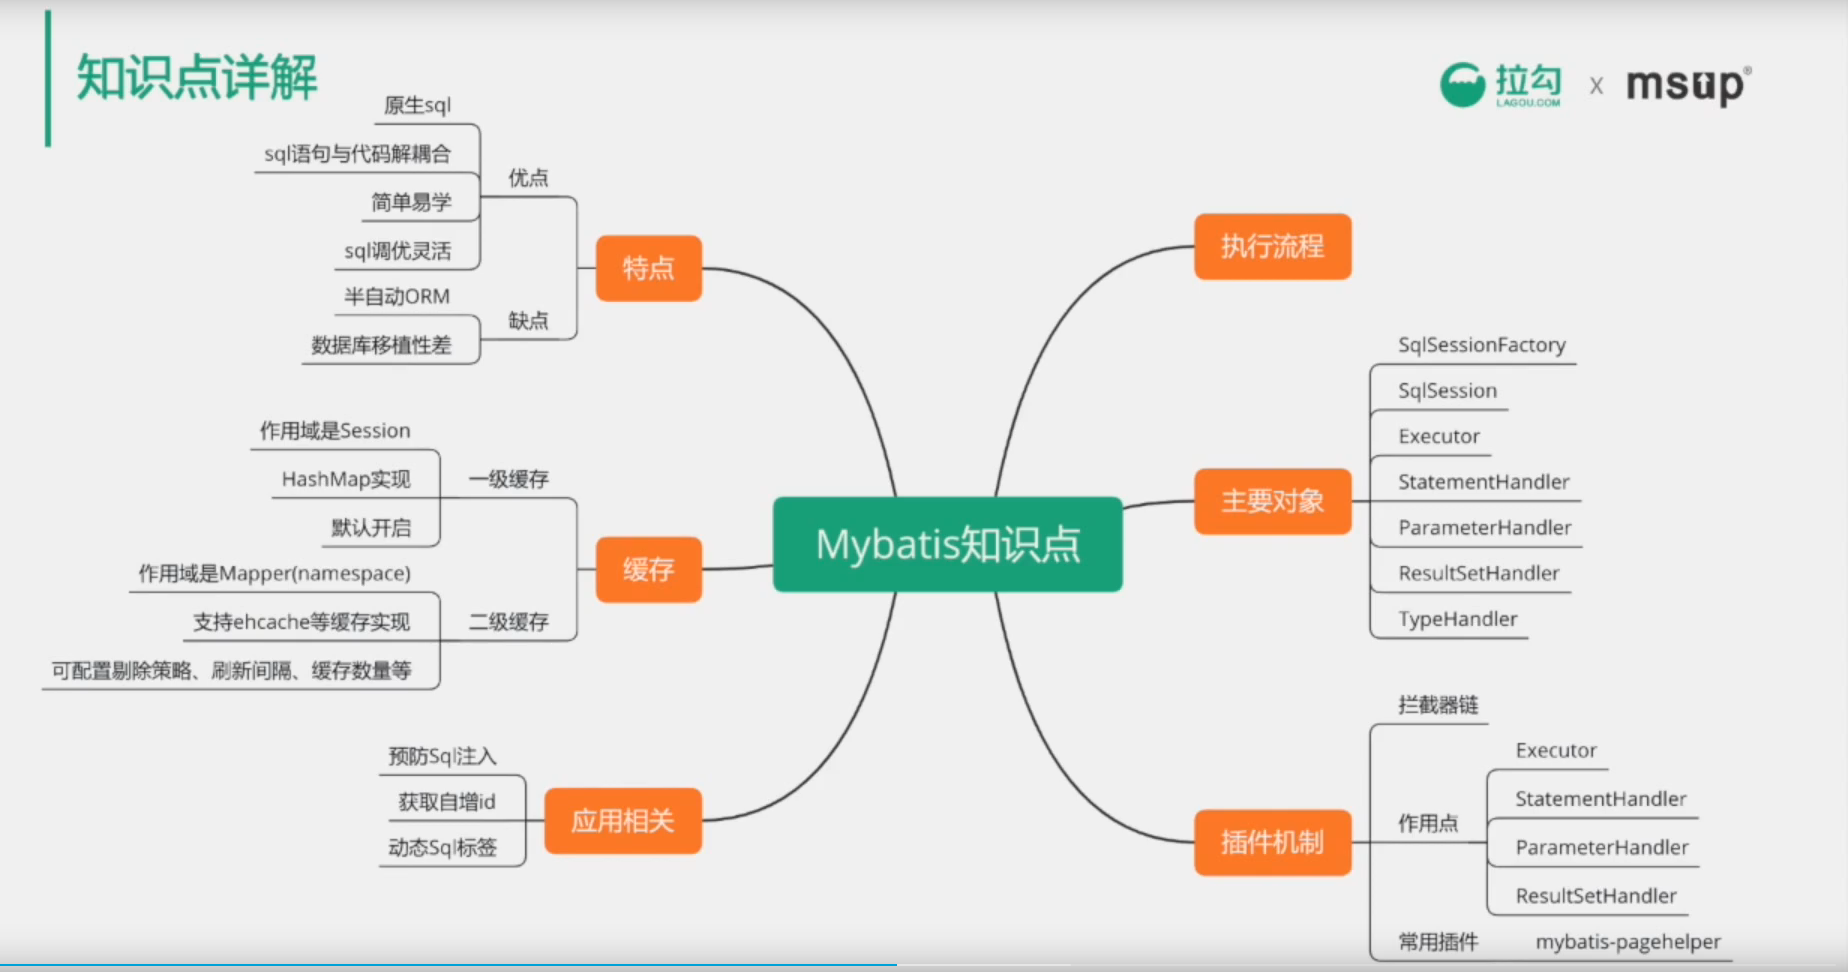 知识点详解
拉勾
LAGOU.COM
x
msup®
原生sql
sql语句与代码解耦合
简单易学
sql调优灵活
优点
半自动ORM
数据库移植性差
缺点
特点
作用域是Session
HashMap实现
默认开启
一级缓存
作用域是Mapper(namespace)
支持ehcache等缓存实现
可配置剔除策略、刷新间隔、缓存数量等
二级缓存
缓存
预防Sql注入
获取自增id
动态Sql标签
应用相关
Mybatis知识点
执行流程
主要对象
SqlSessionFactory
SqlSession
Executor
StatementHandler
ParameterHandler
ResultSetHandler
TypeHandler
插件机制
拦截器链
作用点
Executor
StatementHandler
ParameterHandler
ResultSetHandler
常用插件
mybatis-pagehelper